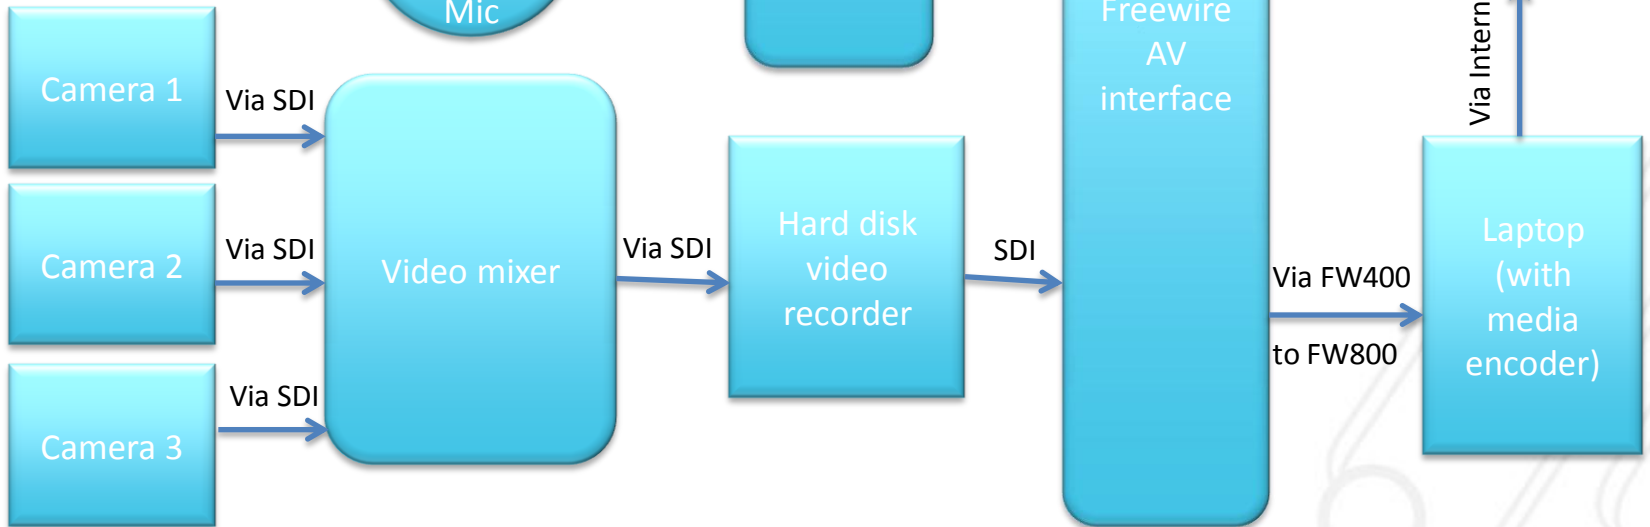 Mic
Freewire
AV
interface
Via Intern
Camera 1
Via SDI
Camera 2
Via SDI
Video mixer
Via SDI
Hard disk
video
recorder
SDI
Via FW400
to FW800
Laptop
(with
media
encoder)
Camera 3
Via SDI